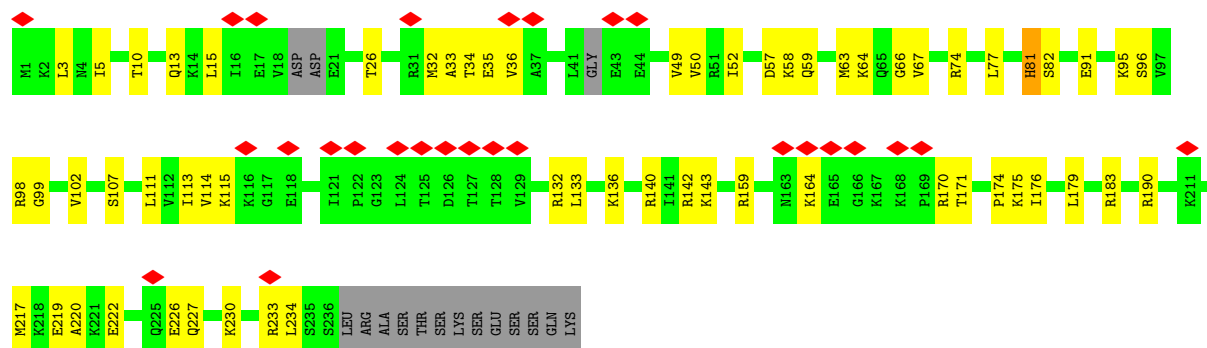 M1 K2 L3 N4 I5 T10 Q13 K14 L15 I16 E17 V18 ASP ASP E21 T26 R31 M32 A33 T34 E35 V36 A37 L41 GLY E43 E44 V49 V50 R51 I52 D57 K58 Q59 M63 K64 Q65 G66 V67 R74 L77 H81 S82 E91 K95 S96 V97
R98 G99 V102 S107 L111 V112 I113 V114 K115 K116 G117 E118 I121 P122 G123 L124 T125 D126 T127 T128 V129 R132 L133 K136 R140 I141 R142 K143 R159 N163 K164 E165 G166 K167 K168 P169 R170 T171 P174 K175 I176 L179 R183 R190 K211
M217 K218 E219 A220 K221 E222 Q225 E226 Q227 K230 R233 L234 S235 S236 LEU ARG ALA SER THR SER LYS SER GLU SER SER GLN LYS